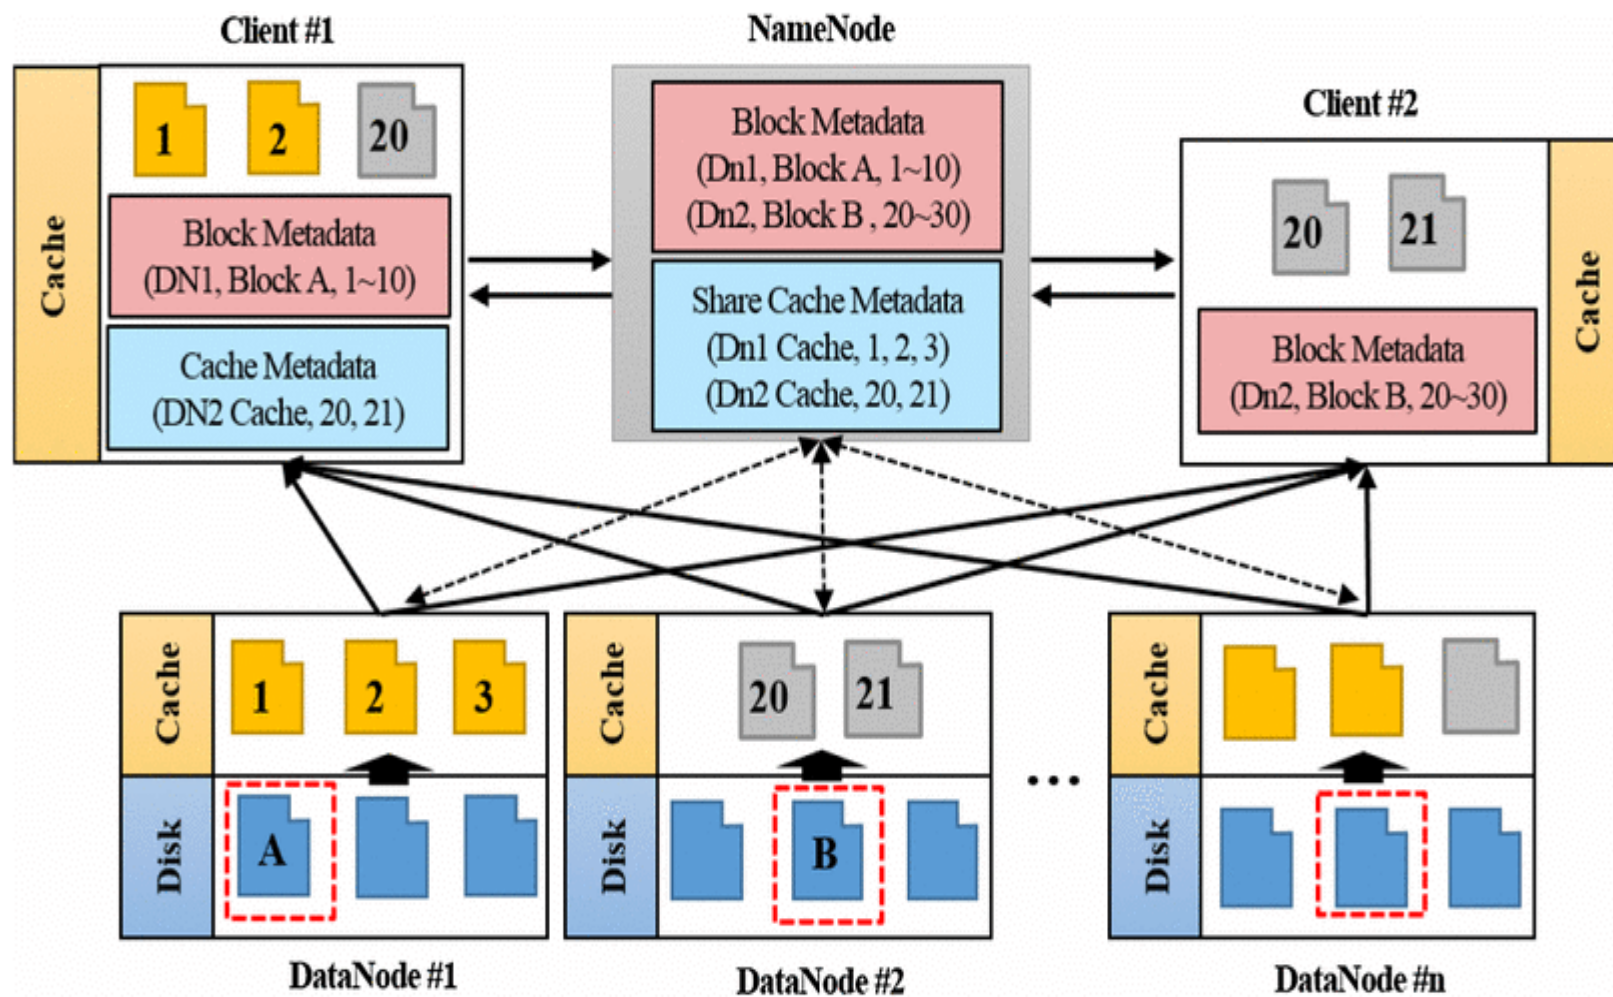 Client #1
Cache
1
2
20
Block Metadata
(DN1, Block A, 1~10)
Cache Metadata
(DN2 Cache, 20, 21)
NameNode
Block Metadata
(Dn1, Block A, 1~10)
(Dn2, Block B , 20~30)
Share Cache Metadata
(Dn1 Cache, 1, 2, 3)
(Dn2 Cache, 20, 21)
Client #2
20
21
Block Metadata
(Dn2, Block B, 20~30)
Cache
Cache
1
2
3
Disk
A
DataNode #1
Cache
20
21
Disk
B
DataNode #2
...
Cache
Disk
DataNode #n